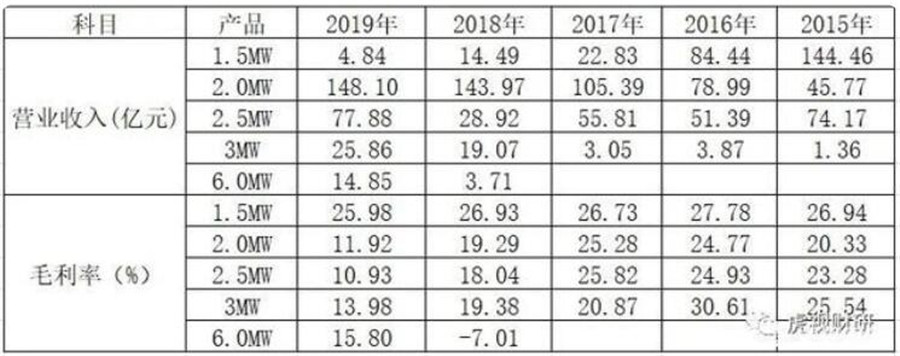 科目 产品 2019年 2018年 2017年 2016年 2015年
营业收入(亿元) 1.5MW 4.84 14.49 22.83 84.44 144.46
2.0MW 148.10 143.97 105.39 78.99 45.77
2.5MW 77.88 28.92 55.81 51.39 74.17
3MW 25.86 19.07 3.05 3.87 1.36
6.0MW 14.85 3.71
毛利率（%） 1.5MW 25.98 26.93 26.73 27.78 26.94
2.0MW 11.92 19.29 25.28 24.77 20.33
2.5MW 10.93 18.04 25.82 24.93 23.28
3MW 13.98 19.38 20.87 30.61 25.54
6.0MW 15.80 -7.01
虎视财研